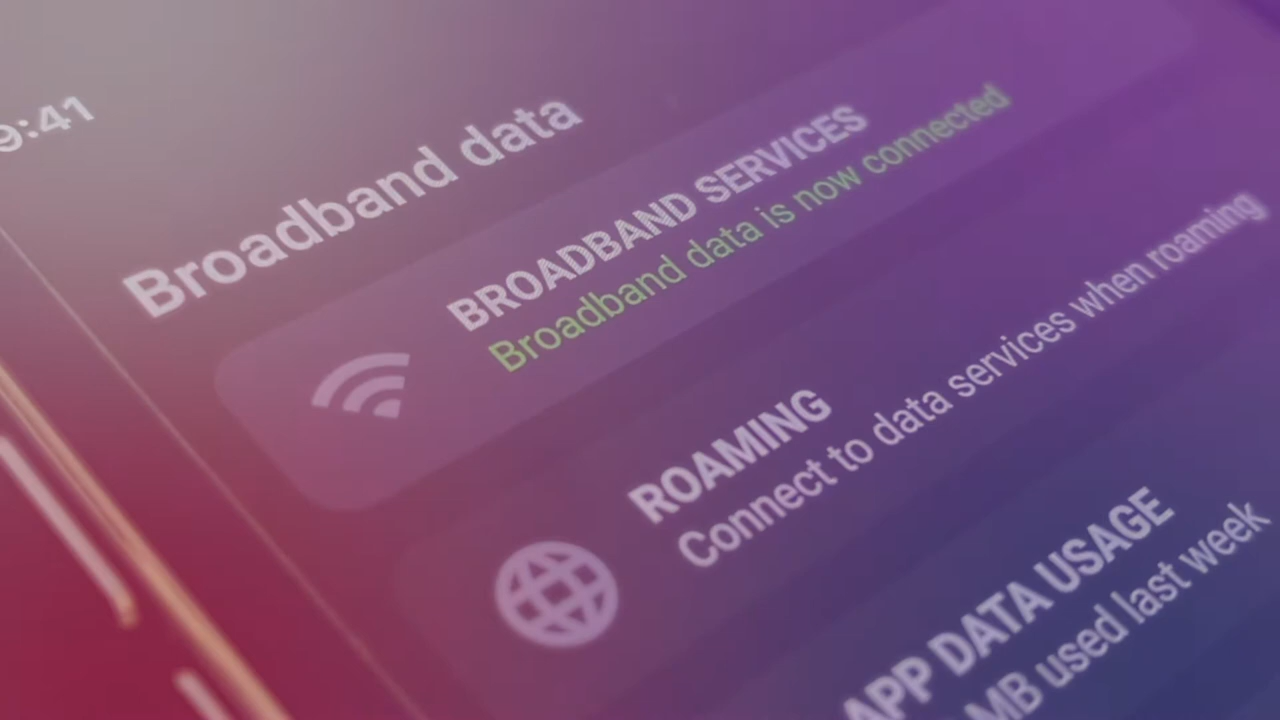 9:41
Broadband data
BROADBAND SERVICES
Broadband data is now connected
ROAMING
Connect to data services when roaming
APP DATA USAGE
MB used last week